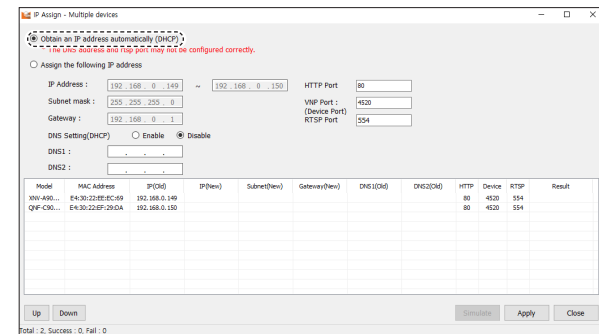 IP Assign - Multiple devices
Obtain an IP address automatically (DHCP)
* The DNS address and rtsp port may not be configured correctly.
Assign the following IP address
IP Address : 192 . 168 . 0 . 149 ~ 192 . 168 . 0 . 150 HTTP Port 80
Subnet mask : 255 . 255 . 255 . 0 VNP Port : 4520
(Device Port)
Gateway : 192 . 168 . 0 . 1 RTSP Port 554
DNS Setting(DHCP) Enable Disable
DNS1 : . . .
DNS2 : . . .
Model MAC Address IP(Old) IP(New) Subnet(New) Gateway(New) DNS1(Old) DNS2(Old) HTTP Device RTSP Result
XNV-A90... E4:30:22:EE:EC:69 192.168.0.149 80 4520 554
QNF-C90... E4:30:22:EF:29:DA 192.168.0.150 80 4520 554
Up Down Simulate Apply Close
Total : 2, Success : 0, Fail : 0